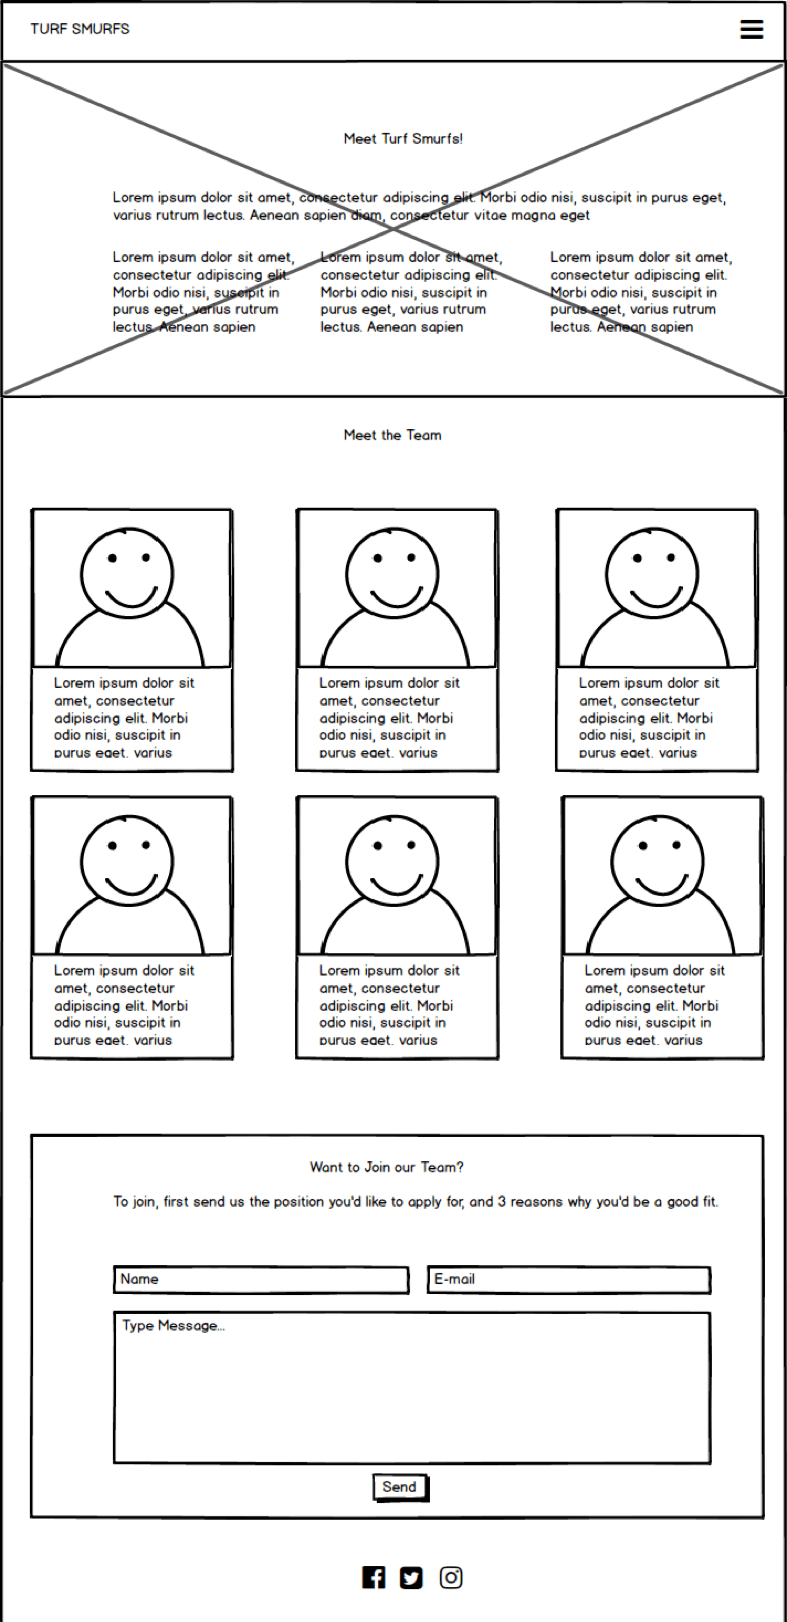 TURF SMURFS
Meet Turf Smurfs!
Lorem ipsum dolor sit amet, consectetur adipiscing elit. Morbi odio nisi, suscipit in purus eget,
varius rutrum lectus. Aenean sapien diam, consectetur vitae magna eget
Lorem ipsum dolor sit amet,
consectetur adipiscing elit.
Morbi odio nisi, suscipit in
purus eget, varius rutrum
lectus. Aenean sapien
Lorem ipsum dolor sit amet,
consectetur adipiscing elit.
Morbi odio nisi, suscipit in
purus eget, varius rutrum
lectus. Aenean sapien
Lorem ipsum dolor sit amet,
consectetur adipiscing elit.
Morbi odio nisi, suscipit in
purus eget, varius rutrum
lectus. Aenean sapien
Meet the Team
Lorem ipsum dolor sit
amet, consectetur
adipiscing elit. Morbi
odio nisi, suscipit in
purus eget, varius
Lorem ipsum dolor sit
amet, consectetur
adipiscing elit. Morbi
odio nisi, suscipit in
purus eget, varius
Lorem ipsum dolor sit
amet, consectetur
adipiscing elit. Morbi
odio nisi, suscipit in
purus eget, varius
Lorem ipsum dolor sit
amet, consectetur
adipiscing elit. Morbi
odio nisi, suscipit in
purus eget, varius
Lorem ipsum dolor sit
amet, consectetur
adipiscing elit. Morbi
odio nisi, suscipit in
purus eget, varius
Lorem ipsum dolor sit
amet, consectetur
adipiscing elit. Morbi
odio nisi, suscipit in
purus eget, varius
Want to Join our Team?
To join, first send us the position you'd like to apply for, and 3 reasons why you'd be a good fit.
Name
E-mail
Type Message...
Send